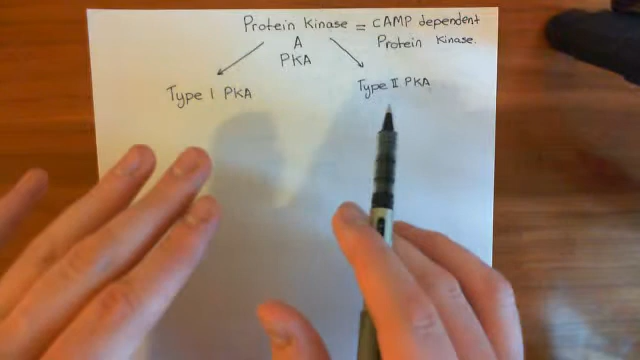 Protein Kinase = cAMP dependent
A Protein Kinase.
PKA
Type I PKA Type II PKA